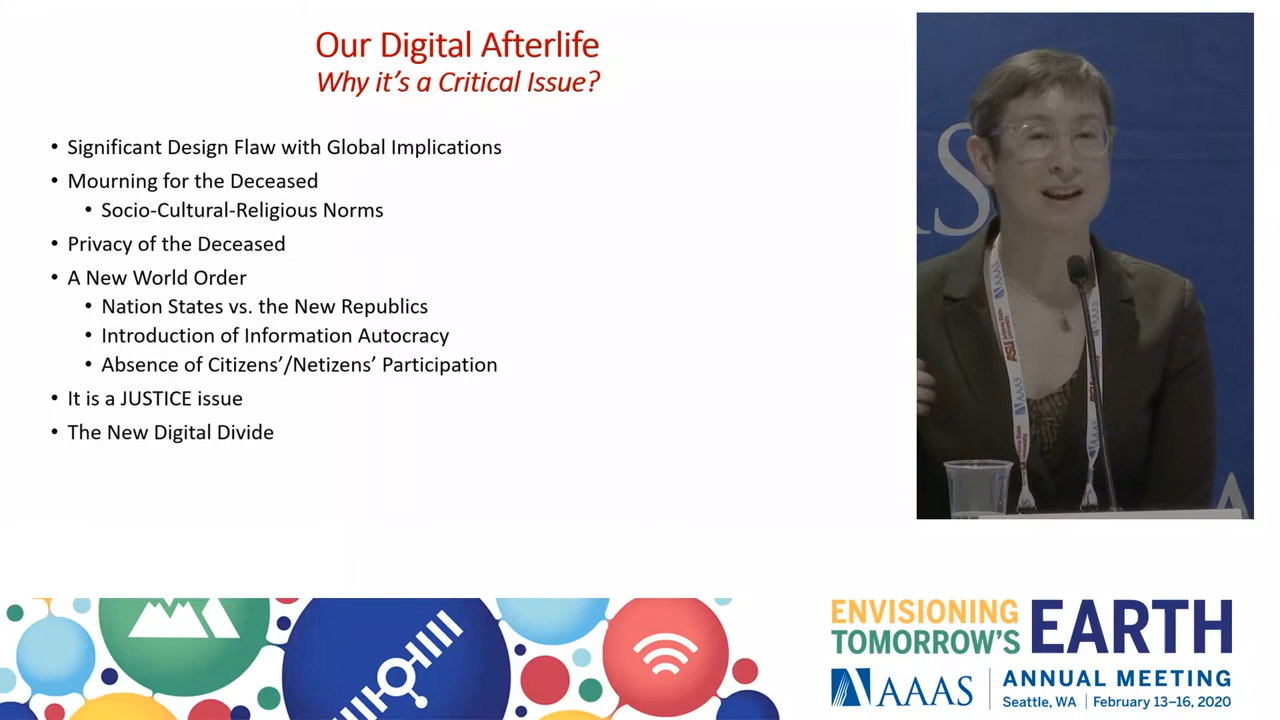 Our Digital Afterlife
Why it's a Critical Issue?
• Significant Design Flaw with Global Implications
• Mourning for the Deceased
• Socio-Cultural-Religious Norms
• Privacy of the Deceased
• A New World Order
• Nation States vs. the New Republics
• Introduction of Information Autocracy
• Absence of Citizens'/Netizens' Participation
• It is a JUSTICE issue
• The New Digital Divide
AAAS
AAAS
ENVISIONING
TOMORROW'S
EARTH
AAAS
ANNUAL MEETING
Seattle, WA | February 13–16, 2020